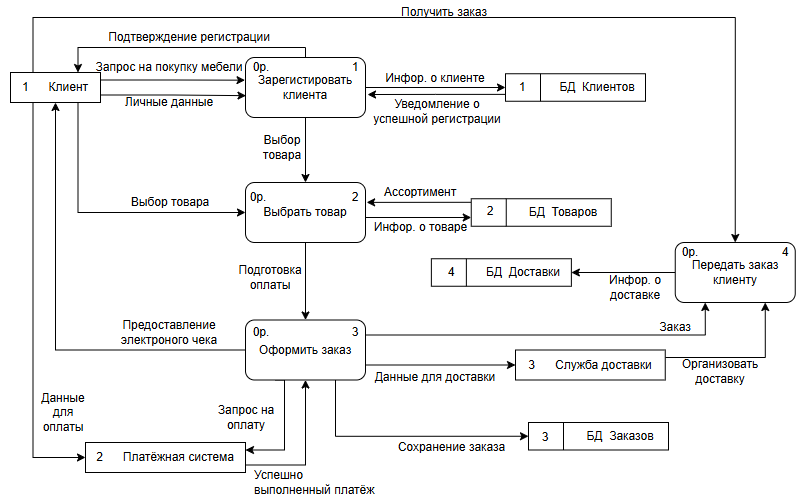 Получить заказ
Подтверждение регистрации
Запрос на покупку мебели
0р. 1
Зарегистировать
клиента
1 Клиент
Личные данные
Инфор. о клиенте
1 БД Клиентов
Уведомление о
успешной регистрации
Выбор
товара
0р. 2
Выбрать товар
Выбор товара
Ассортимент
2 БД Товаров
Инфор. о товаре
0р. 4
Передать заказ
клиенту
4 БД Доставки
Инфор. о
доставке
Подготовка
оплаты
Предоставление
электроного чека
0р. 3
Оформить заказ
Заказ
3 Служба доставки
Данные для доставки
Организовать
доставку
Данные
для
оплаты
Запрос на
оплату
3 БД Заказов
Сохранение заказа
2 Платёжная система
Успешно
выполненный платёж